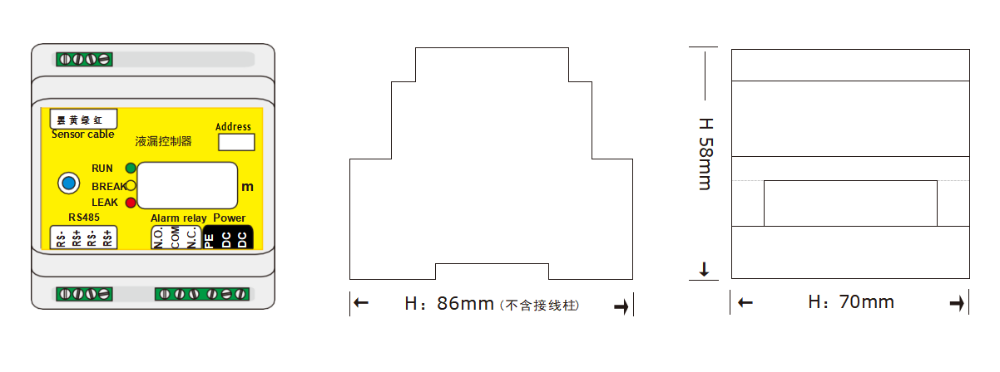 曇 黄 绿 红
Sensor cable
液漏控制器
Address
RUN
BREAK
LEAK
m
RS485
Alarm relay
Power
RS-
RS+
RS-
RS+
N.O.
COM
N.C.
PE
DC
DC
H：86mm (不含接线柱)
H 58mm
H：70mm